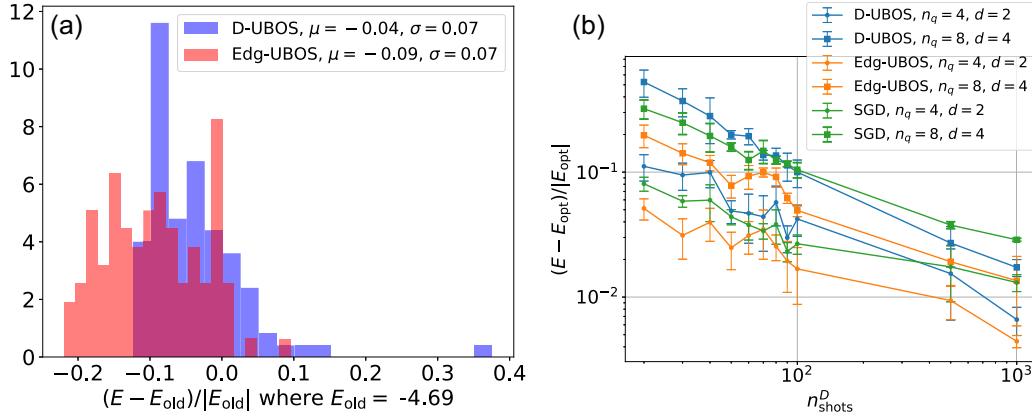 (a)
D-UBOS, μ = −0.04, σ = 0.07
Edg-UBOS, μ = −0.09, σ = 0.07
12
10
8
6
4
2
0
−0.2 −0.1 0.0 0.1 0.2 0.3 0.4
(E − E_old)/|E_old| where E_old = -4.69
(b)
D-UBOS, n_q = 4, d = 2
D-UBOS, n_q = 8, d = 4
Edg-UBOS, n_q = 4, d = 2
Edg-UBOS, n_q = 8, d = 4
SGD, n_q = 4, d = 2
SGD, n_q = 8, d = 4
(E − E_opt)/|E_opt|
10^{-1}
10^{-2}
10^2 10^3
n^D_shots